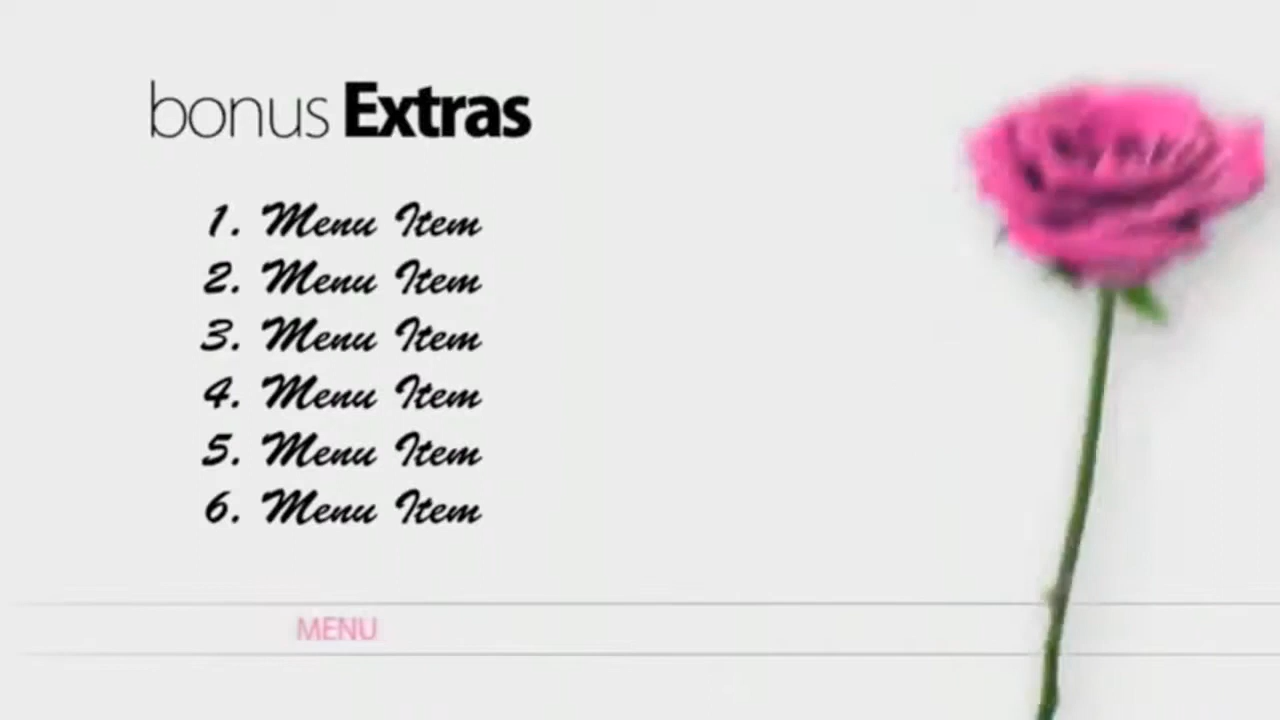 bonus Extras
1. Menu Item
2. Menu Item
3. Menu Item
4. Menu Item
5. Menu Item
6. Menu Item
MENU